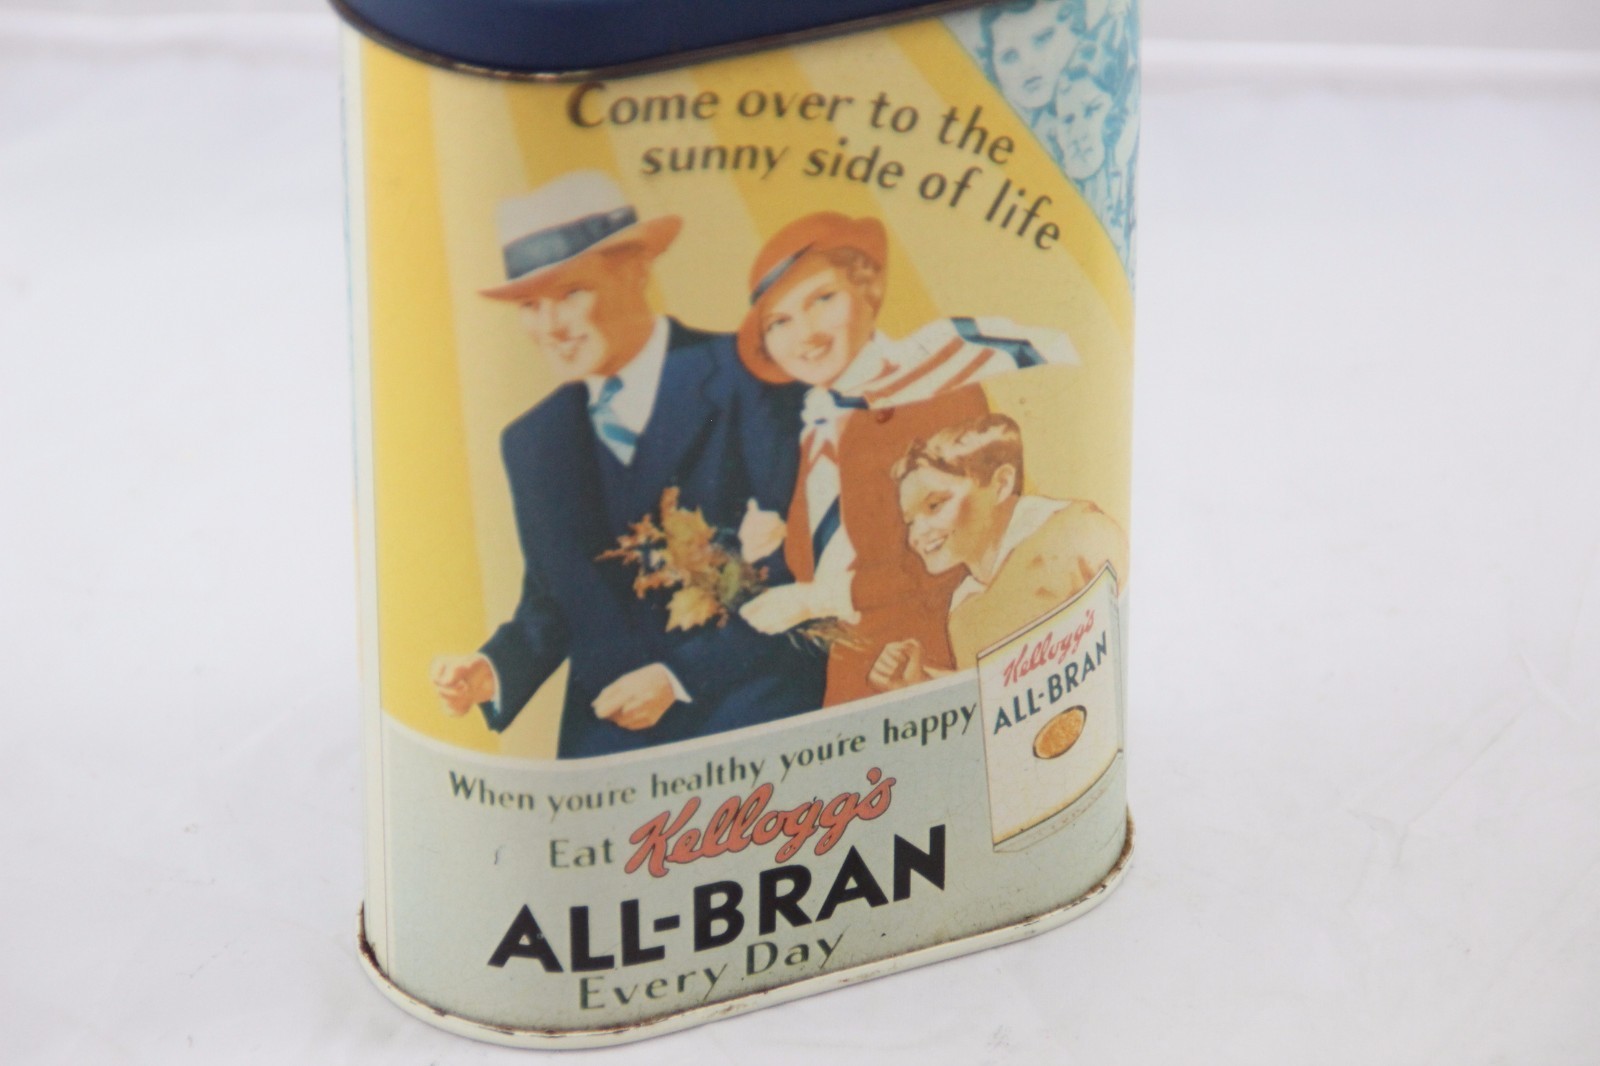 Come over to the
sunny side of life
When you're healthy you're happy
Eat Kellogg's
ALL-BRAN
Every Day
Kellogg's
ALL-BRAN